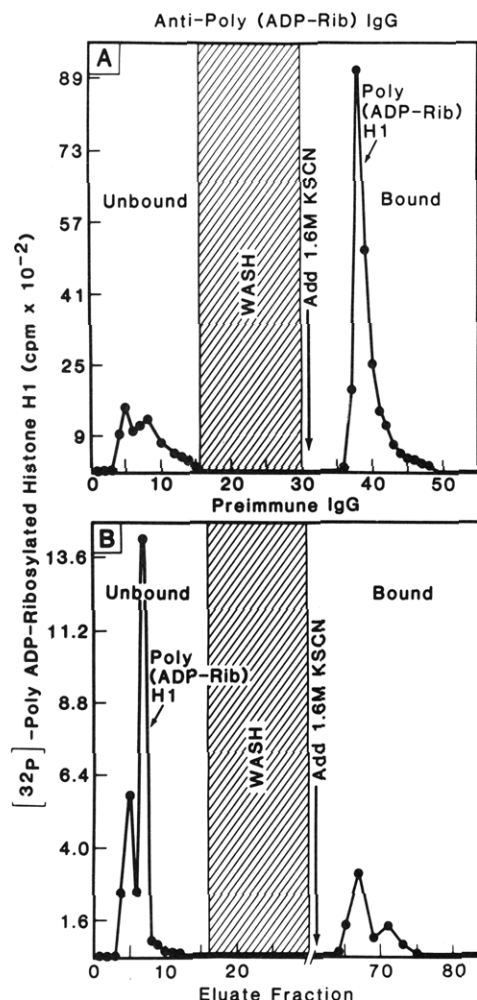 Anti-Poly (ADP-Rib) IgG
A
89
73
57
41
25
9
Unbound
WASH
Add 1.6M KSCN
Poly
(ADP-Rib)
H1
Bound
0 10 20 30 40 50
Preimmune IgG
B
13.6
11.2
8.8
6.4
4.0
1.6
Unbound
Poly
(ADP-Rib)
H1
WASH
Add 1.6M KSCN
Bound
0 10 20 70 80
Eluate Fraction
[32P]-Poly ADP-Ribosylated Histone H1 (cpm x 10-2)